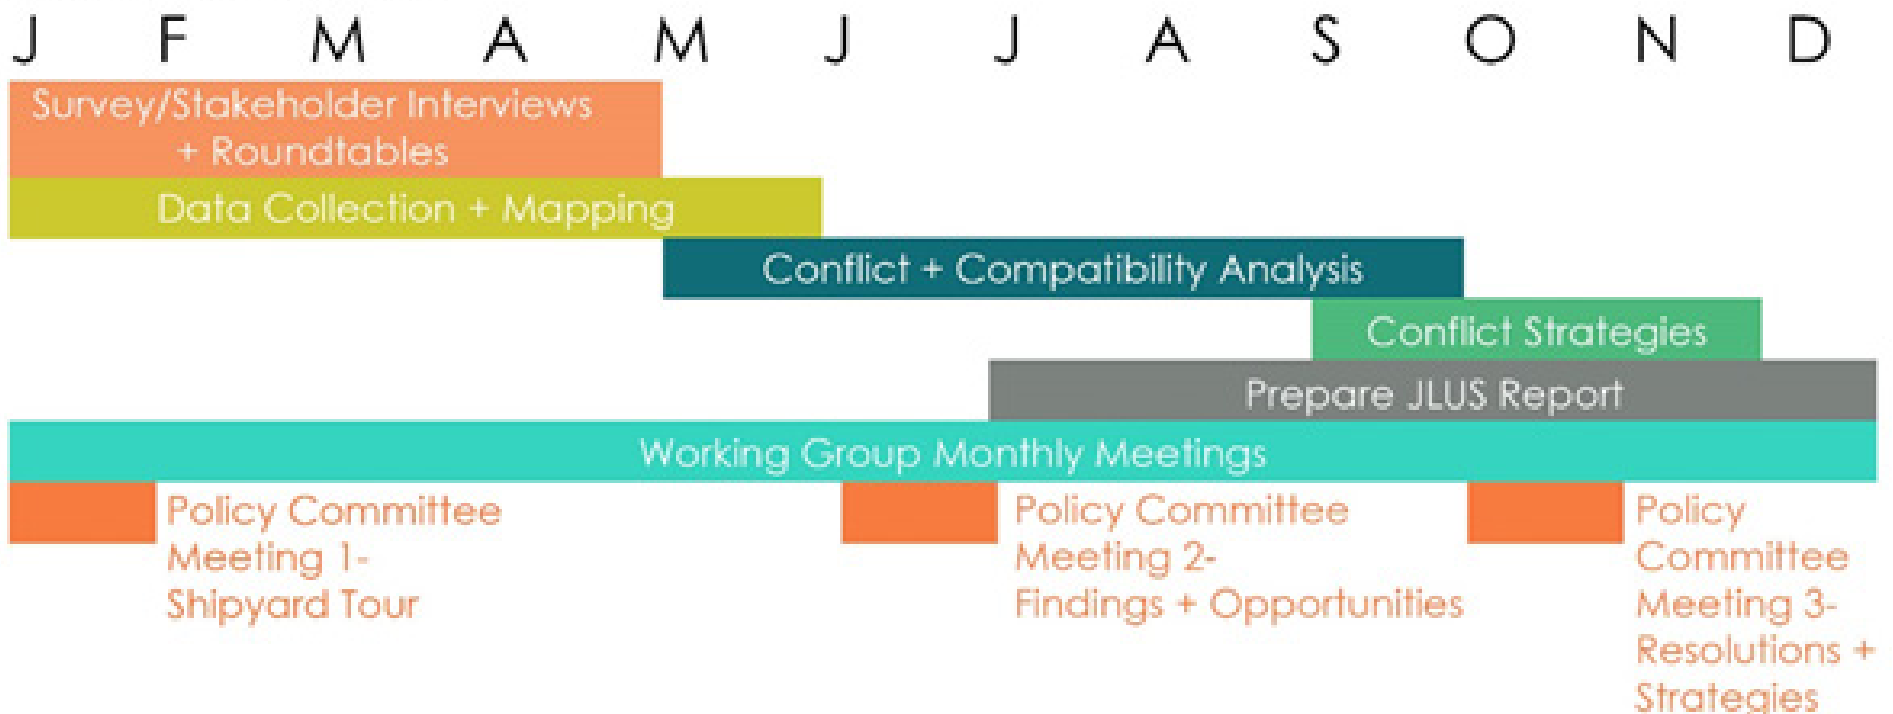 J F M A M J J A S O N D
Survey/Stakeholder Interviews
+ Roundtables
Data Collection + Mapping
Conflict + Compatibility Analysis
Conflict Strategies
Prepare JLUS Report
Working Group Monthly Meetings
Policy Committee
Meeting 1-
Shipyard Tour
Policy Committee
Meeting 2-
Findings + Opportunities
Policy
Committee
Meeting 3-
Resolutions +
Strategies